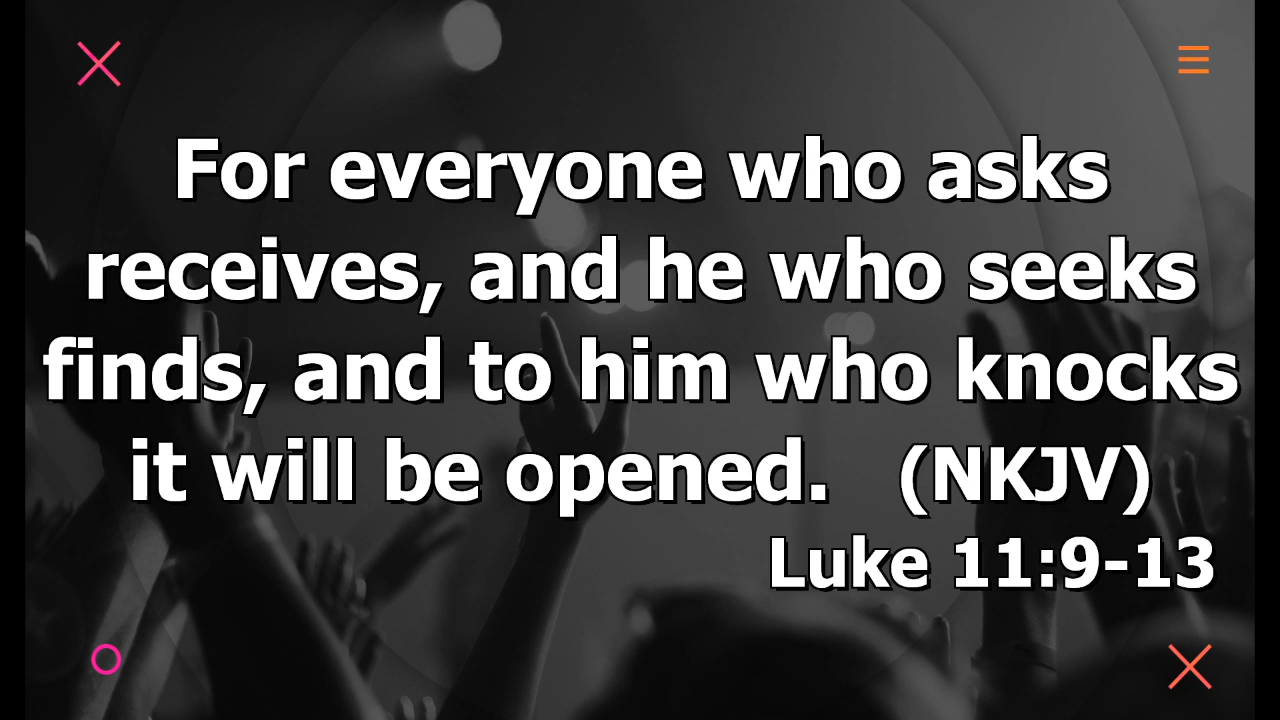 For everyone who asks
receives, and he who seeks
finds, and to him who knocks
it will be opened. (NKJV)
Luke 11:9-13